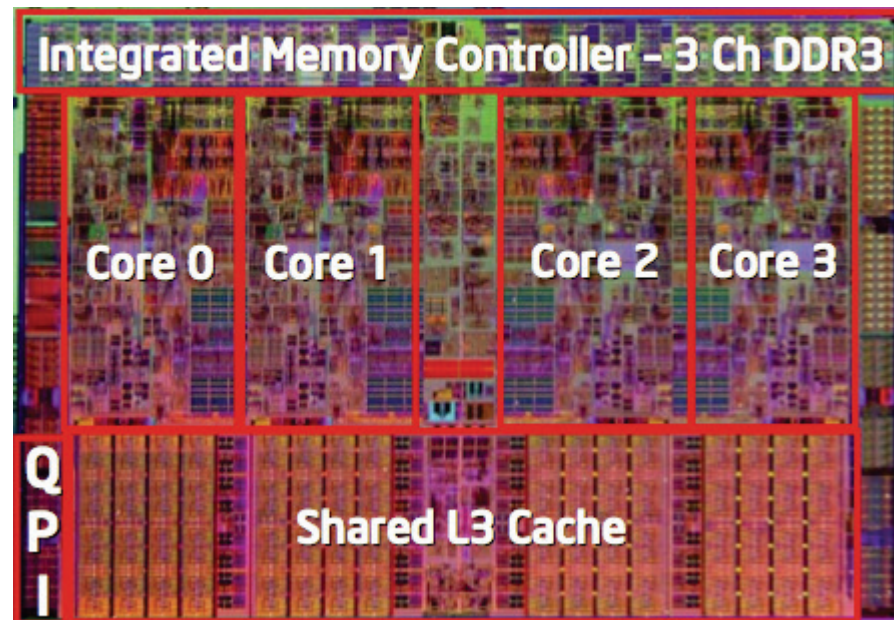 Integrated Memory Controller – 3 Ch DDR3
Core 0
Core 1
Core 2
Core 3
Q
P
I
Shared L3 Cache